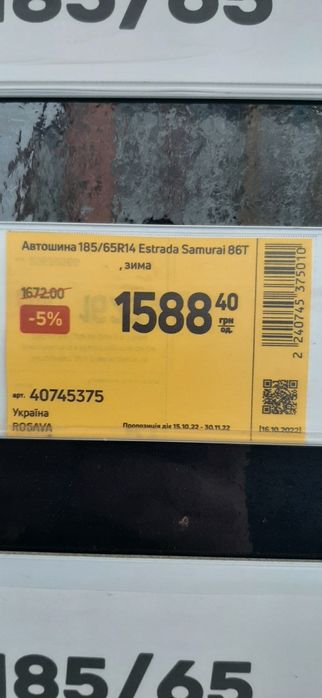 185/65
Автошина 185/65R14 Estrada Samurai 86T
, зима
1672.00
-5%
1588 40
грн
од.
арт. 40745375
Україна
ROSAVA
Пропозиція діє 15.10.22 - 30.11.22
[16.10.2022]
2 240745 375010
185/65